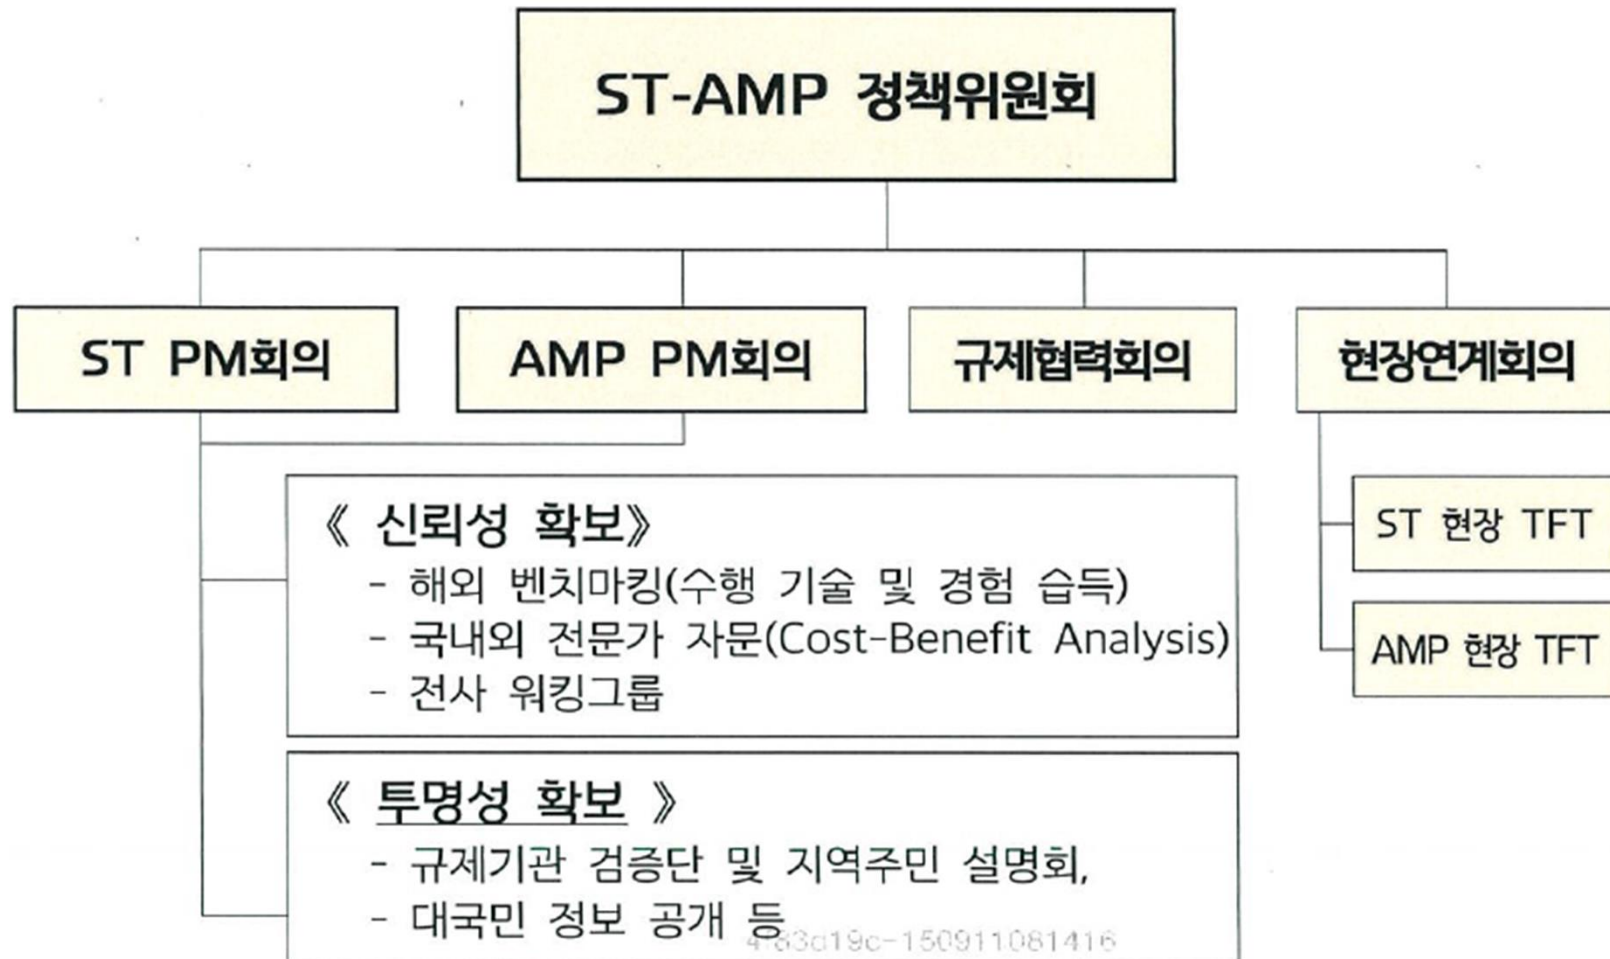 ST-AMP 정책위원회
ST PM회의
AMP PM회의
규제협력회의
현장연계회의
《 신뢰성 확보》
- 해외 벤치마킹(수행 기술 및 경험 습득)
- 국내외 전문가 자문(Cost-Benefit Analysis)
- 전사 워킹그룹
ST 현장 TFT
AMP 현장 TFT
《 투명성 확보 》
- 규제기관 검증단 및 지역주민 설명회,
- 대국민 정보 공개 등